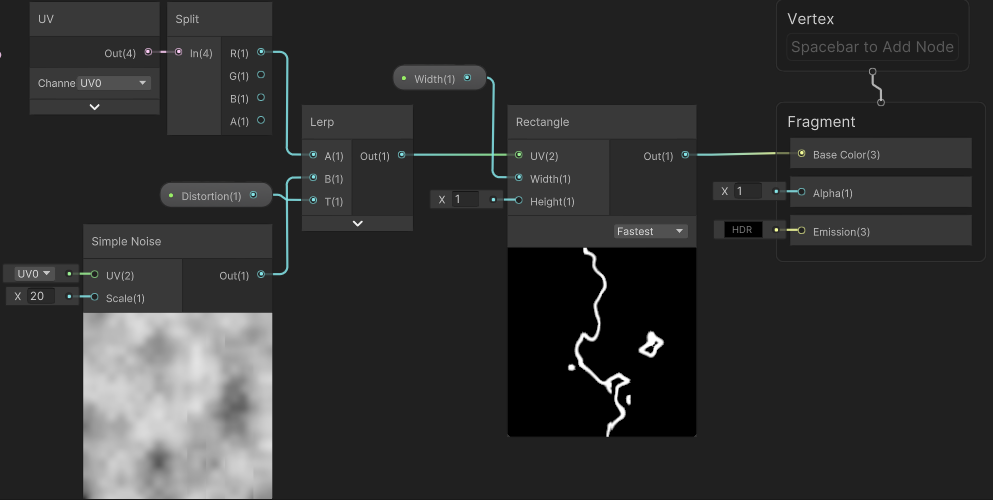 UV
Out(4)
Channe UV0
Split
In(4)
R(1)
G(1)
B(1)
A(1)
Distortion(1)
Simple Noise
UV0
UV(2)
Out(1)
X 20
Scale(1)
Lerp
A(1)
Out(1)
B(1)
T(1)
Width(1)
Rectangle
UV(2)
Out(1)
Width(1)
X 1
Height(1)
Fastest
Vertex
Spacebar to Add Node
Fragment
Base Color(3)
X 1
Alpha(1)
HDR
Emission(3)